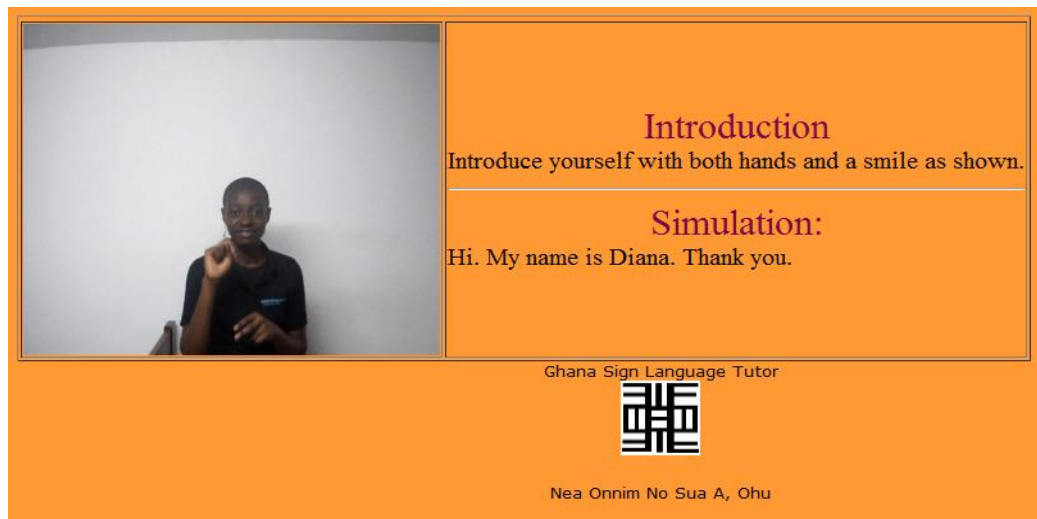 Introduction
Introduce yourself with both hands and a smile as shown.
Simulation:
Hi. My name is Diana. Thank you.
Ghana Sign Language Tutor
Nea Onnim No Sua A, Ohu